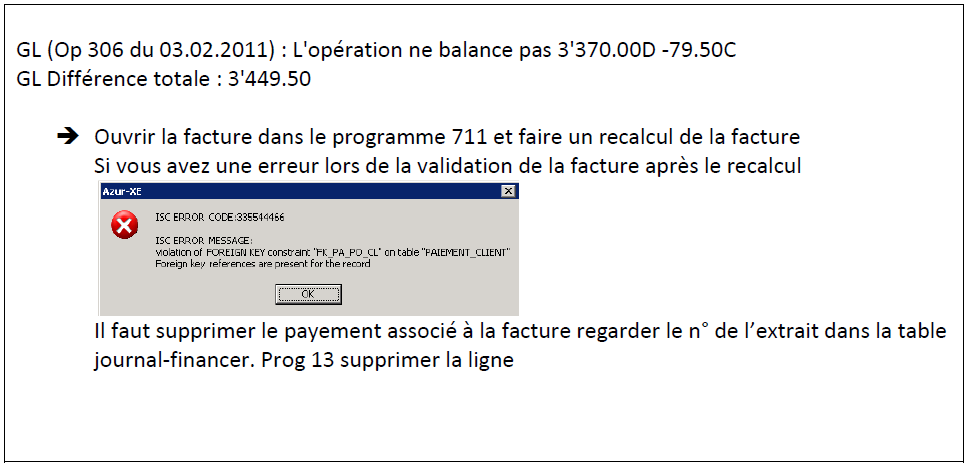 GL (Op 306 du 03.02.2011) : L'opération ne balance pas 3'370.00D -79.50C
GL Différence totale : 3'449.50
➔ Ouvrir la facture dans le programme 711 et faire un recalcul de la facture
Si vous avez une erreur lors de la validation de la facture après le recalcul
Azur-XE
ISC ERROR CODE:335544466
ISC ERROR MESSAGE:
violation of FOREIGN KEY constraint "FK_PA_PO_CL" on table "PAIEMENT_CLIENT"
Foreign key references are present for the record
OK
Il faut supprimer le payement associé à la facture regarder le n° de l’extrait dans la table
journal-financer. Prog 13 supprimer la ligne